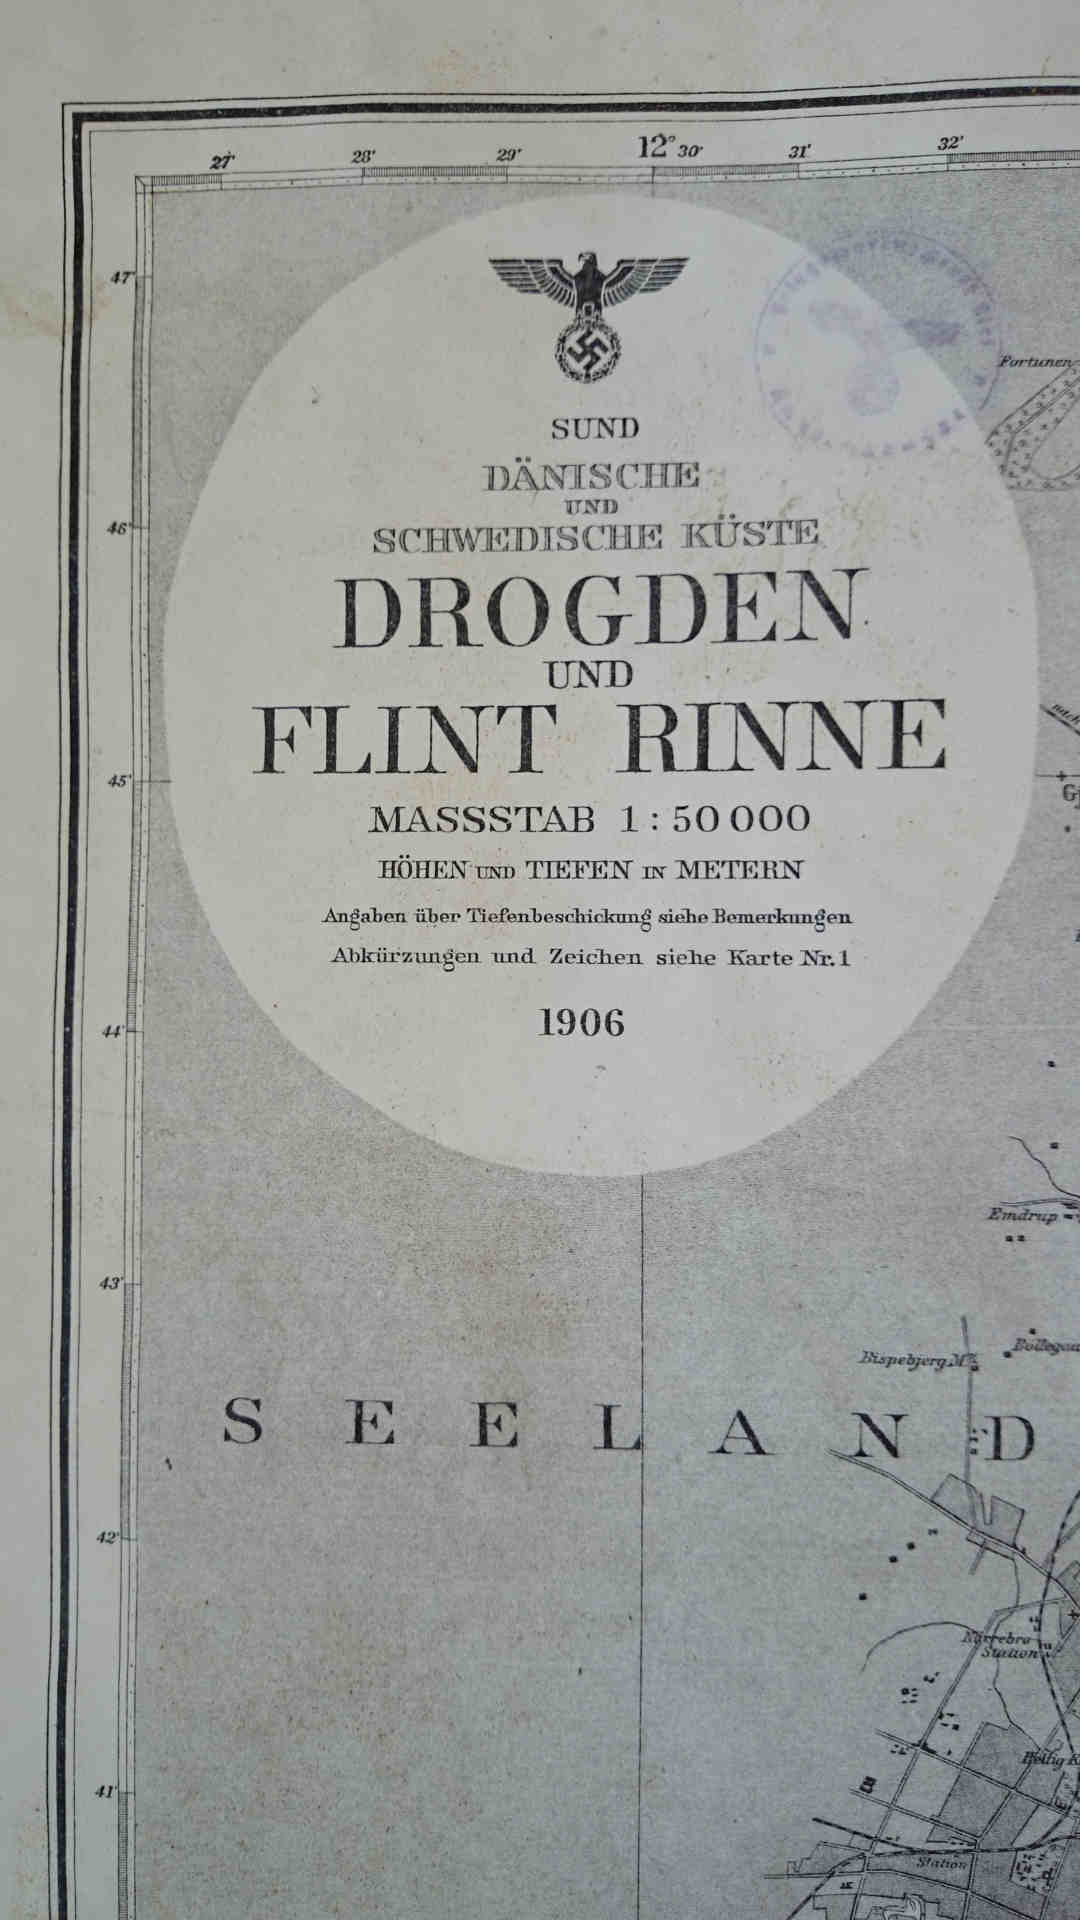 27'
28'
29'
12° 30'
31'
32'
47'
Fortunen
SUND
DÄNISCHE
UND
46'
SCHWEDISCHE KÜSTE
DROGDEN
UND
FLINT RINNE
45'
MASSSTAB 1 : 50 000
HÖHEN UND TIEFEN IN METERN
Angaben über Tiefenbeschickung siehe Bemerkungen
Abkürzungen und Zeichen siehe Karte Nr. 1
1906
44'
Emdrup
43'
Bispebjerg M.
SEELAND
42'
Station
41'
Station